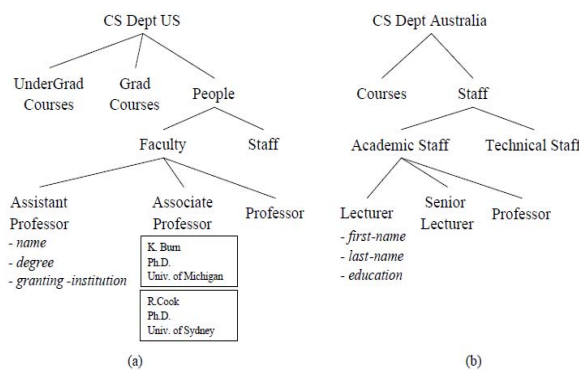 CS Dept US
UnderGrad
Courses
Grad
Courses
People
Faculty
Staff
Assistant
Professor
- name
- degree
- granting -institution
Associate
Professor
K. Burn
Ph.D.
Univ. of Michigan
R.Cook
Ph.D.
Univ. of Sydney
Professor
(a)
CS Dept Australia
Courses
Staff
Academic Staff
Technical Staff
Lecturer
- first-name
- last-name
- education
Senior
Lecturer
Professor
(b)